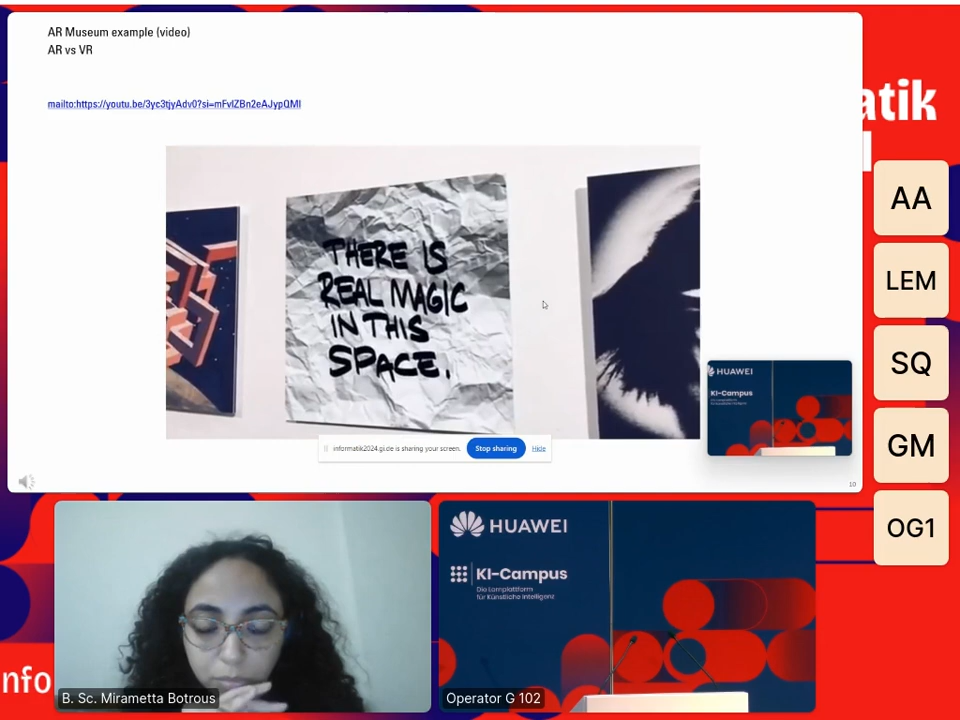 AR Museum example (video)
AR vs VR
mailto:https://youtu.be/3yc3tjyAdv0?si=mFvlZBn2eAJypQMl
THERE IS
REAL MAGIC
IN THIS
SPACE.
informatik2024.gi.de is sharing your screen.
Stop sharing
Hide
HUAWEI
KI-Campus
10
atik
AA
LEM
SQ
GM
OG1
HUAWEI
KI-Campus
Die Lernplattform
für Künstliche Intelligenz
nfo
B. Sc. Mirametta Botrous
Operator G 102